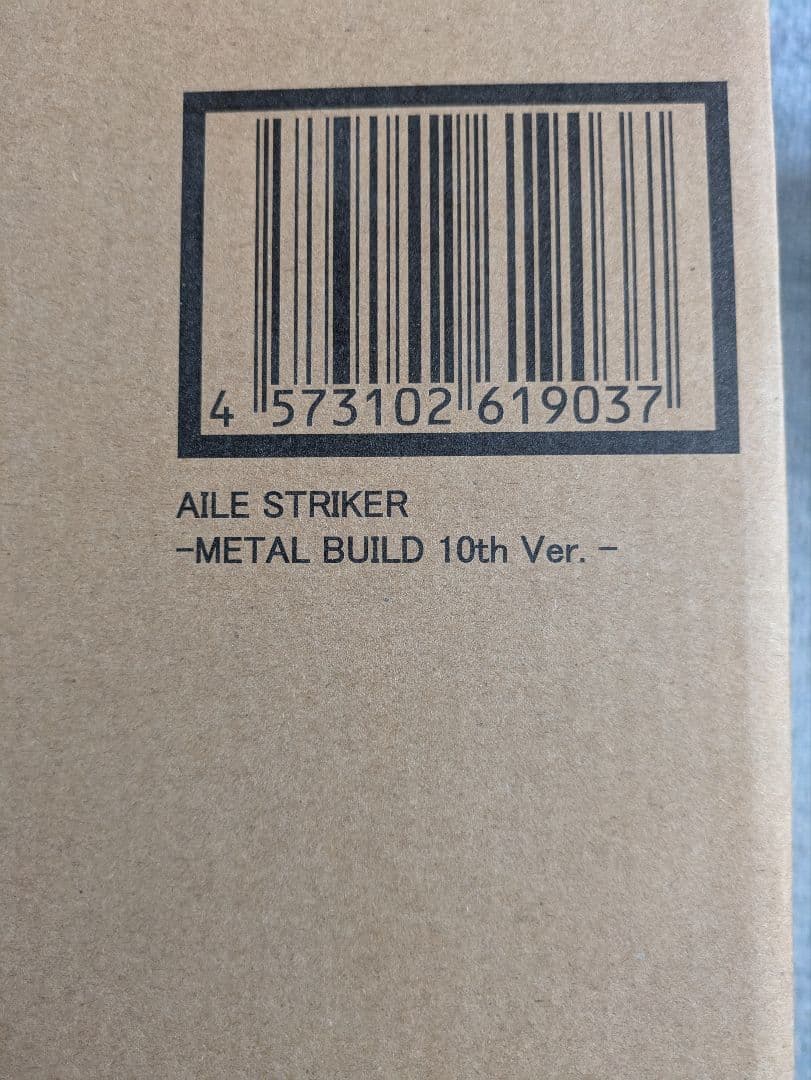 4 573102 619037
AILE STRIKER
-METAL BUILD 10th Ver. -